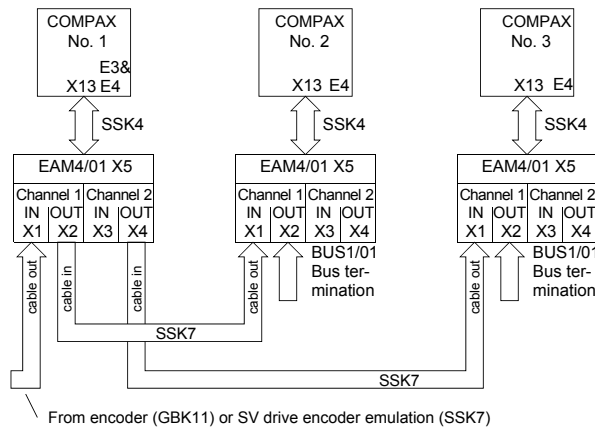 COMPAX
No. 1
E3&
X13 E4
COMPAX
No. 2
X13 E4
COMPAX
No. 3
X13 E4
SSK4
SSK4
SSK4
EAM4/01 X5
Channel 1 Channel 2
IN OUT IN OUT
X1 X2 X3 X4
EAM4/01 X5
Channel 1 Channel 2
IN OUT IN OUT
X1 X2 X3 X4
EAM4/01 X5
Channel 1 Channel 2
IN OUT IN OUT
X1 X2 X3 X4
cable out
cable in
cable out
cable out
cable out
BUS1/01
Bus ter-
mination
BUS1/01
Bus ter-
mination
SSK7
SSK7
From encoder (GBK11) or SV drive encoder emulation (SSK7)